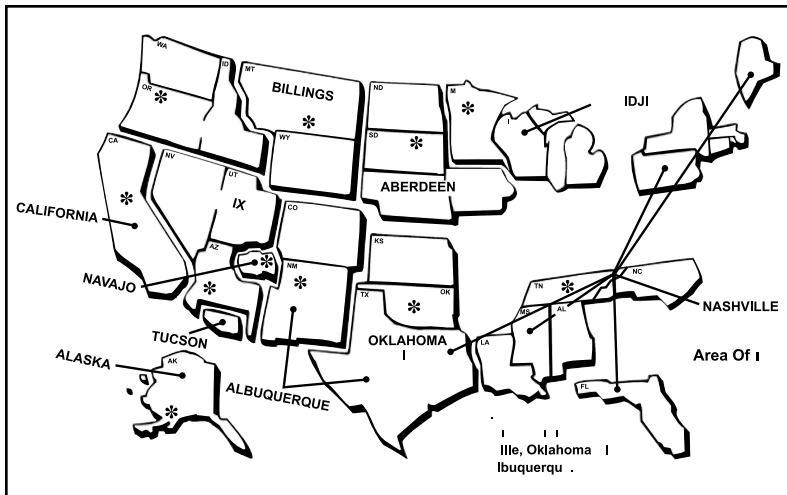 WA
ID
MT
ND
M
OR
BILLINGS
IDJI
SD
WY
ABERDEEN
CA
NV
UT
IX
CO
CALIFORNIA
AZ
KS
NAVAJO
NM
TX
OK
TN
NC
NASHVILLE
MS
AL
TUCSON
OKLAHOMA
LA
ALASKA
AK
Area Of
ALBUQUERQUE
FL
llle, Oklahoma
lbuquerqu .